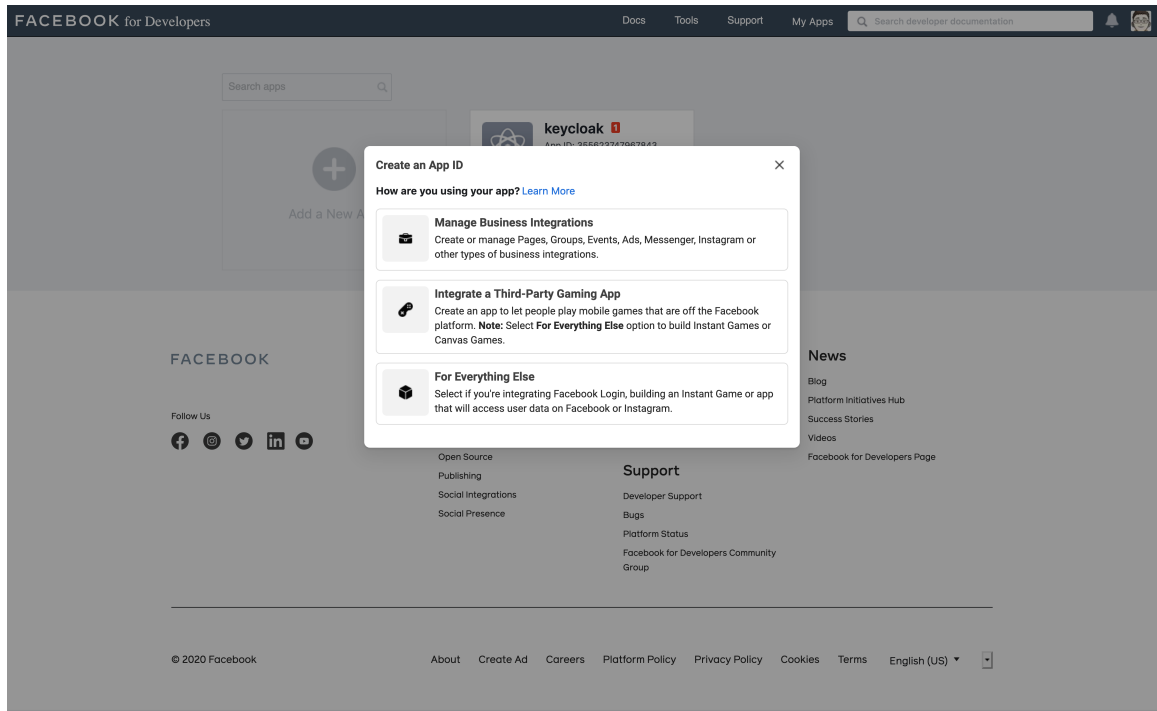 FACEBOOK for Developers
Docs
Tools
Support
My Apps
Search developer documentation
Search apps
Add a New A
keycloak 1
App ID: 355623747967843
Create an App ID
How are you using your app? Learn More
Manage Business Integrations
Create or manage Pages, Groups, Events, Ads, Messenger, Instagram or
other types of business integrations.
Integrate a Third-Party Gaming App
Create an app to let people play mobile games that are off the Facebook
platform. Note: Select For Everything Else option to build Instant Games or
Canvas Games.
For Everything Else
Select if you're integrating Facebook Login, building an Instant Game or app
that will access user data on Facebook or Instagram.
FACEBOOK
Follow Us
Open Source
Publishing
Social Integrations
Social Presence
Support
Developer Support
Bugs
Platform Status
Facebook for Developers Community
Group
News
Blog
Platform Initiatives Hub
Success Stories
Videos
Facebook for Developers Page
© 2020 Facebook
About
Create Ad
Careers
Platform Policy
Privacy Policy
Cookies
Terms
English (US)